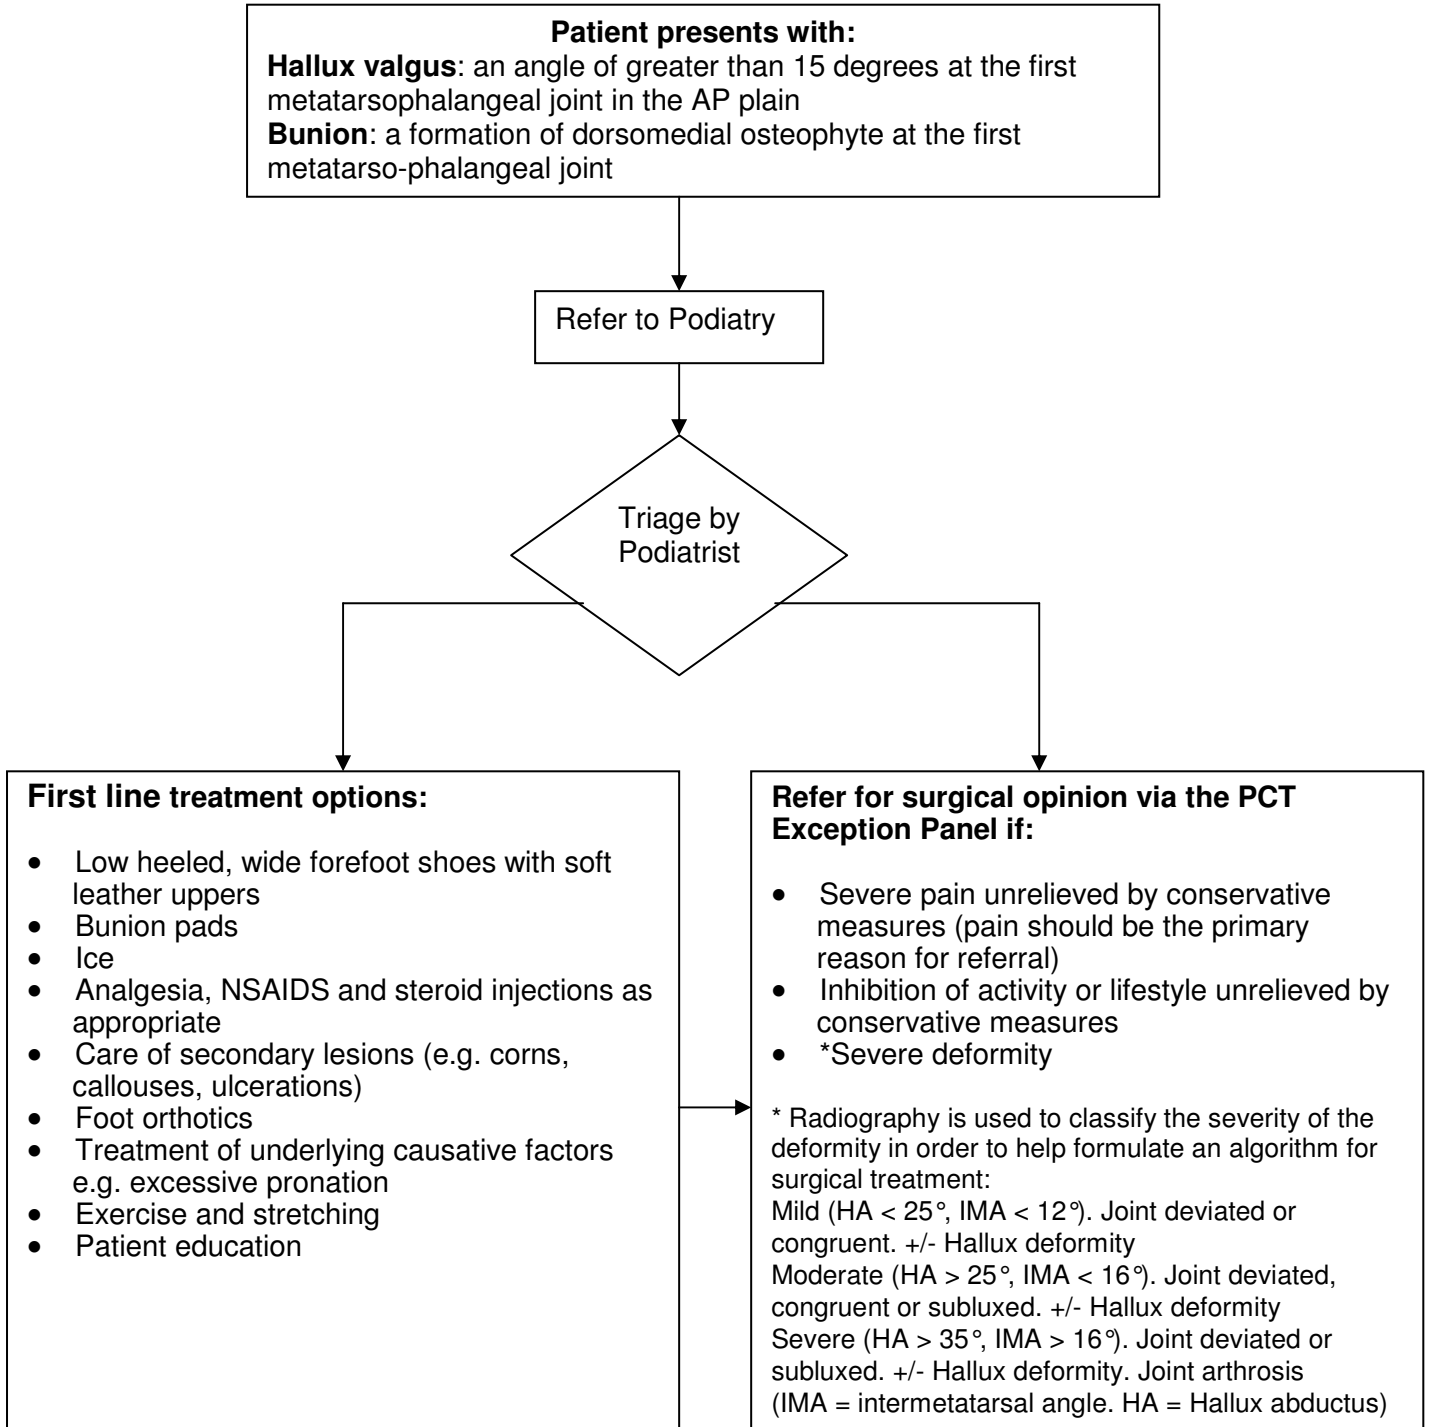 Patient presents with:
Hallux valgus: an angle of greater than 15 degrees at the first
metatarsophalangeal joint in the AP plain
Bunion: a formation of dorsomedial osteophyte at the first
metatarso-phalangeal joint
Refer to Podiatry
Triage by
Podiatrist
First line treatment options:
• Low heeled, wide forefoot shoes with soft
leather uppers
• Bunion pads
• Ice
• Analgesia, NSAIDS and steroid injections as
appropriate
• Care of secondary lesions (e.g. corns,
callouses, ulcerations)
• Foot orthotics
• Treatment of underlying causative factors
e.g. excessive pronation
• Exercise and stretching
• Patient education
Refer for surgical opinion via the PCT
Exception Panel if:
• Severe pain unrelieved by conservative
measures (pain should be the primary
reason for referral)
• Inhibition of activity or lifestyle unrelieved by
conservative measures
• *Severe deformity
* Radiography is used to classify the severity of the
deformity in order to help formulate an algorithm for
surgical treatment:
Mild (HA < 25°, IMA < 12°). Joint deviated or
congruent. +/- Hallux deformity
Moderate (HA > 25°, IMA < 16°). Joint deviated,
congruent or subluxed. +/- Hallux deformity
Severe (HA > 35°, IMA > 16°). Joint deviated or
subluxed. +/- Hallux deformity. Joint arthrosis
(IMA = intermetatarsal angle. HA = Hallux abductus)